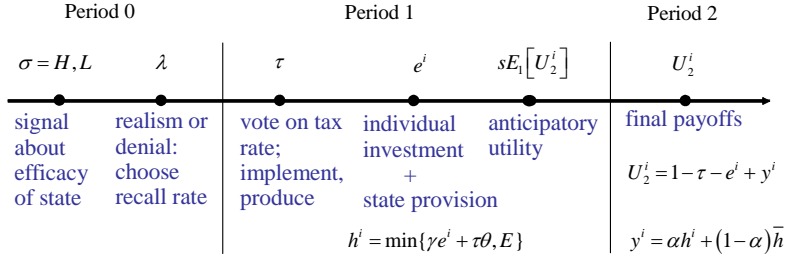 Period 0
Period 1
Period 2
σ = H, L
λ
τ
e^i
sE_1[U_2^i]
U_2^i
signal about efficacy of state
realism or denial: choose recall rate
vote on tax rate; implement, produce
individual investment + state provision
anticipatory utility
final payoffs
U_2^i = 1 − τ − e^i + y^i
h^i = min{γe^i + τθ, E}
y^i = αh^i + (1 − α)h̅